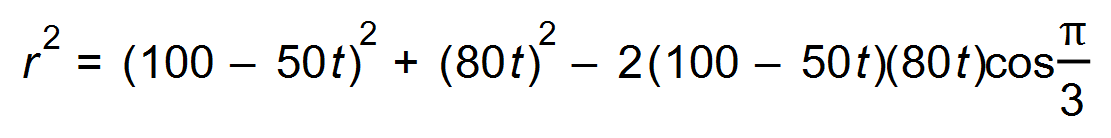 r² = (100 – 50t)² + (80t)² – 2(100 – 50t)(80t)cos π/3